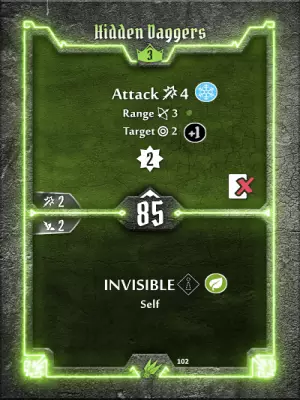 Hidden Daggers
3
Attack 4
Range 3
Target 2 +1
2
2
85
2
INVISIBLE
Self
102